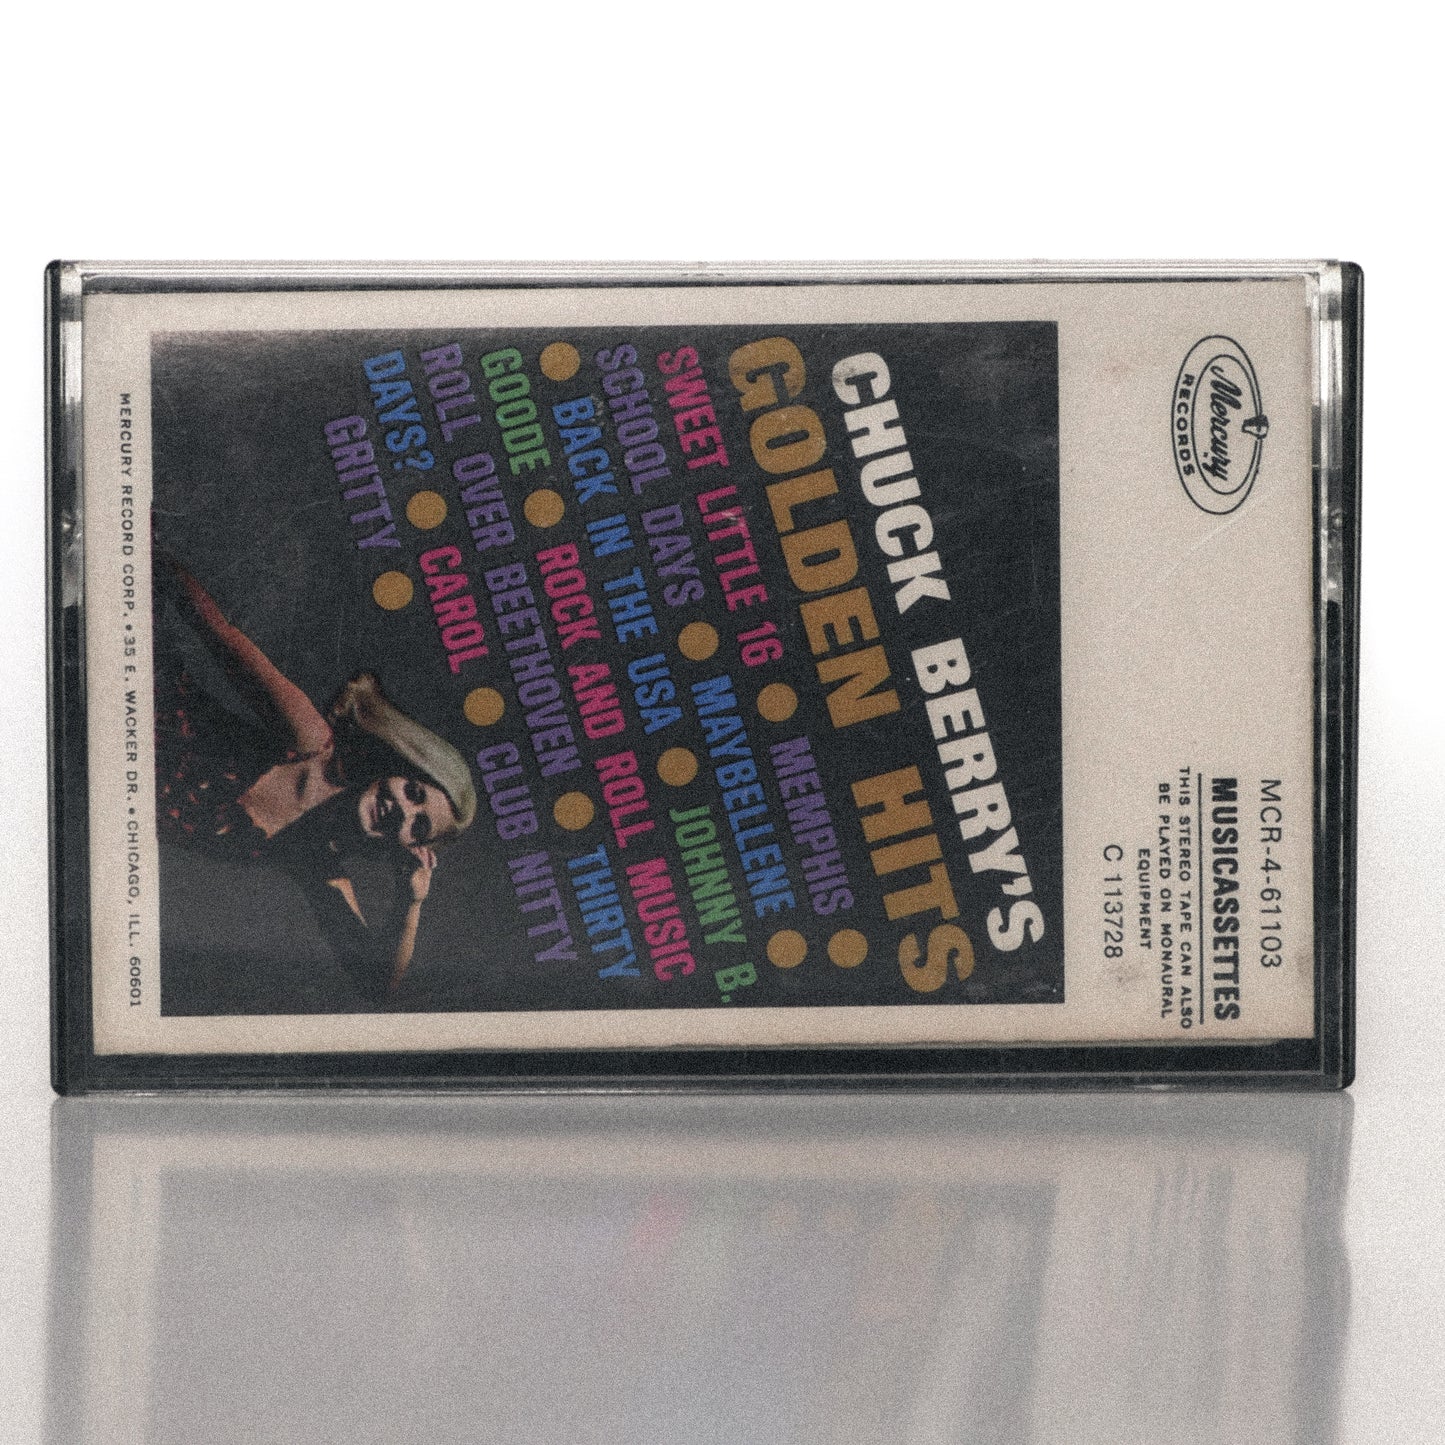 Mercury
RECORDS
MCR-4-61103
MUSICASSETTES
THIS STEREO TAPE CAN ALSO
BE PLAYED ON MONAURAL
EQUIPMENT
C 113728
CHUCK BERRY'S
GOLDEN HITS
SWEET LITTLE 16 ● MEMPHIS ●
SCHOOL DAYS ● MAYBELLENE ●
● BACK IN THE USA ● JOHNNY B.
GOODE ● ROCK AND ROLL MUSIC
ROLL OVER BEETHOVEN ● THIRTY
DAYS? ● CAROL ● CLUB NITTY
GRITTY ●
MERCURY RECORD CORP. • 35 E. WACKER DR. • CHICAGO, ILL. 60601